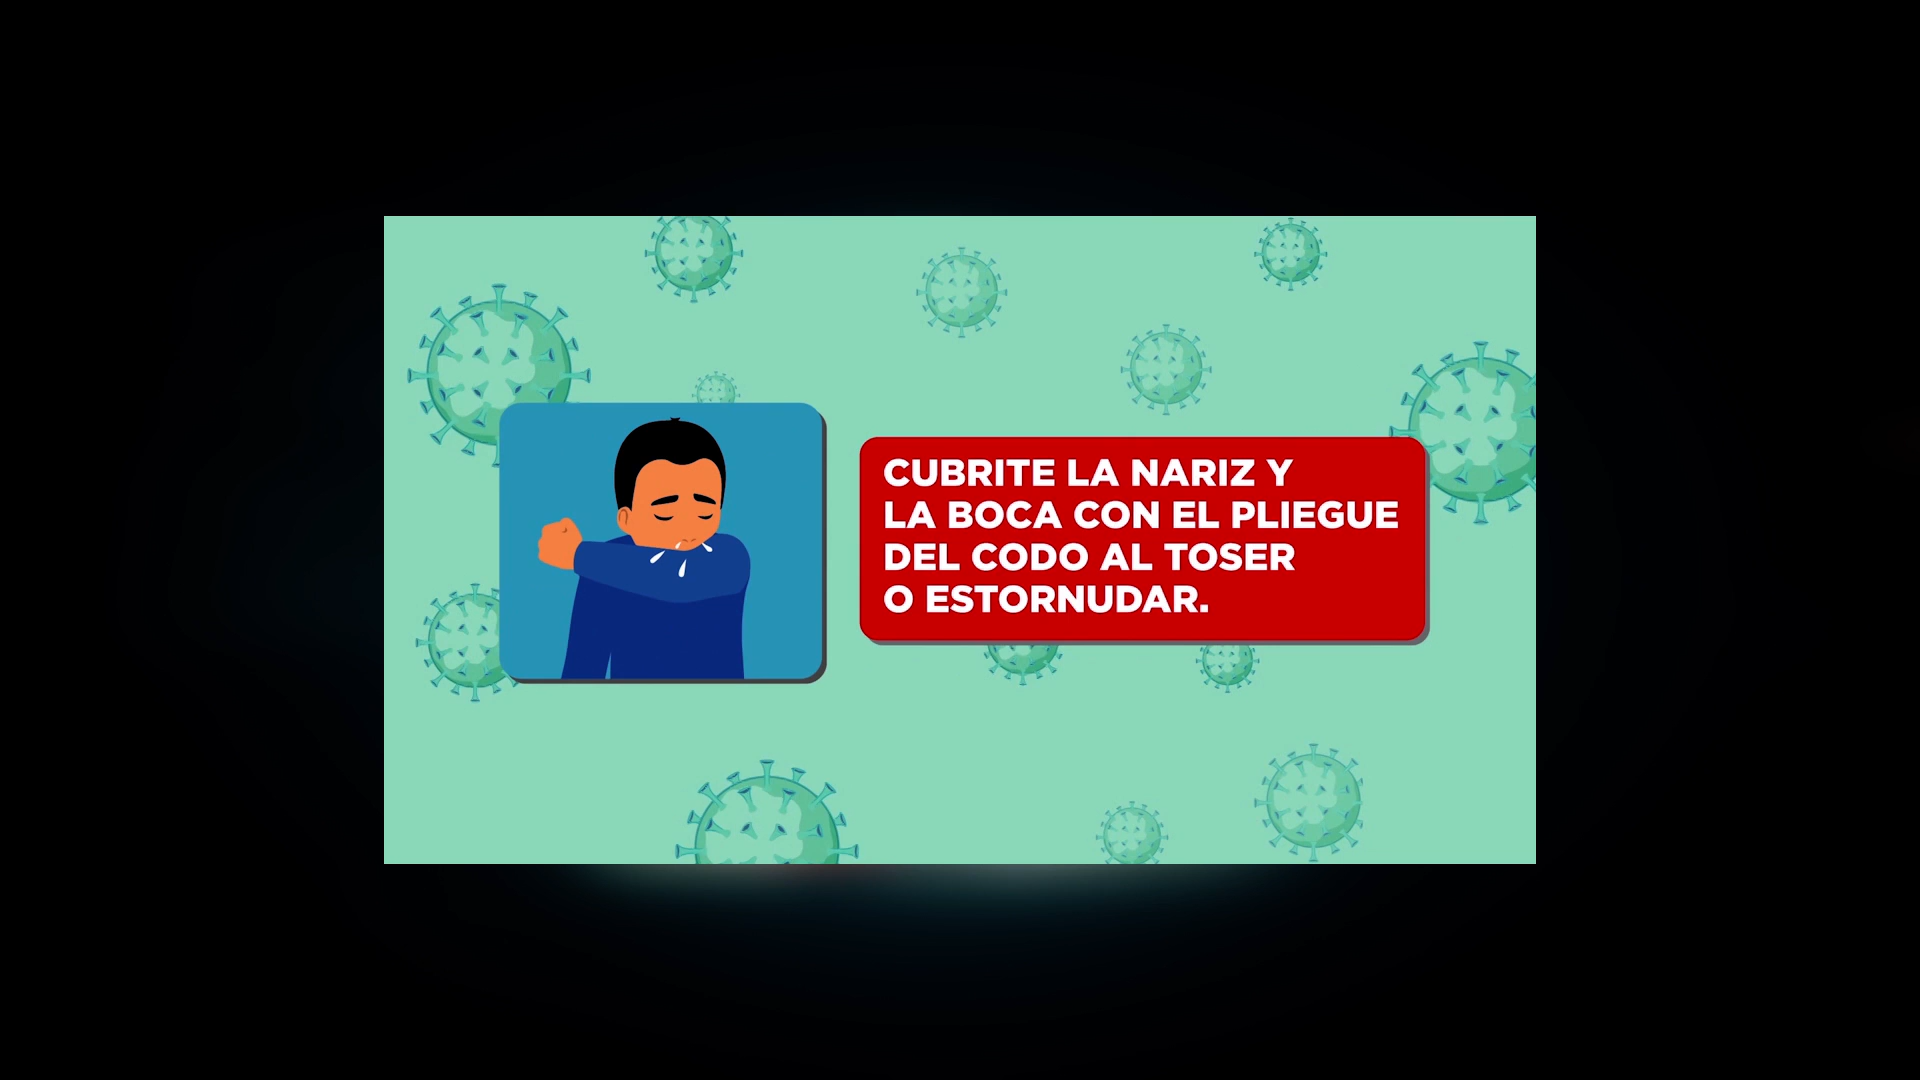 CUBRITE LA NARIZ Y
LA BOCA CON EL PLIEGUE
DEL CODO AL TOSER
O ESTORNUDAR.